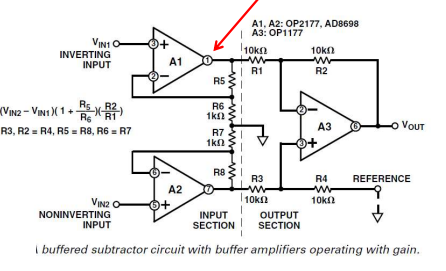 A1, A2: OP2177, AD8698
A3: OP1177
VIN1
INVERTING
INPUT
3
+
A1
1
2
−
10kΩ
R1
10kΩ
R2
R5
(VIN2 – VIN1)( 1 + R5/R6 )(R2/R1)
R3, R2 = R4, R5 = R8, R6 = R7
R6
1kΩ
R7
1kΩ
2
−
A3
6
VOUT
3
+
R8
6
−
A2
7
5
+
VIN2
NONINVERTING
INPUT
INPUT
SECTION
OUTPUT
SECTION
R3
10kΩ
R4
10kΩ
REFERENCE
buffered subtractor circuit with buffer amplifiers operating with gain.